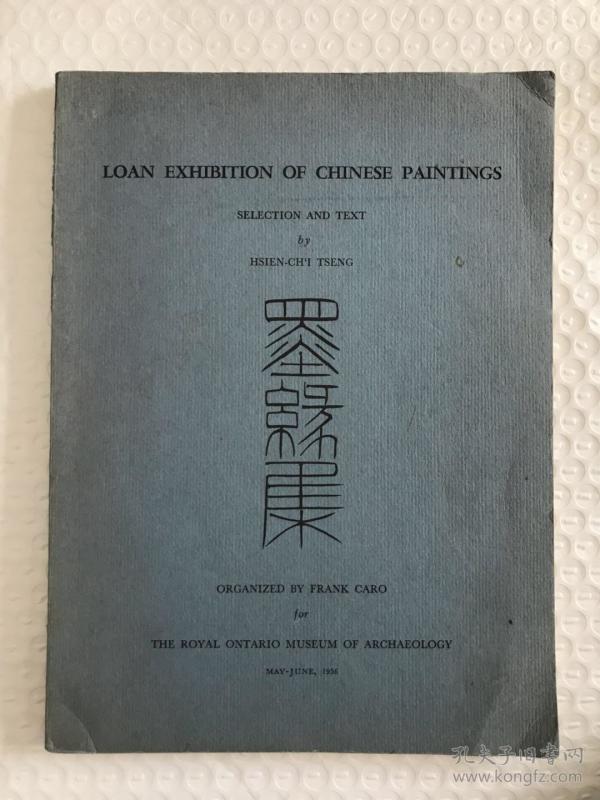 LOAN EXHIBITION OF CHINESE PAINTINGS
SELECTION AND TEXT
by
HSIEN-CH'I TSENG
墨緣集
ORGANIZED BY FRANK CARO
for
THE ROYAL ONTARIO MUSEUM OF ARCHAEOLOGY
MAY-JUNE, 1956
孔夫子旧书网
www.kongfz.com